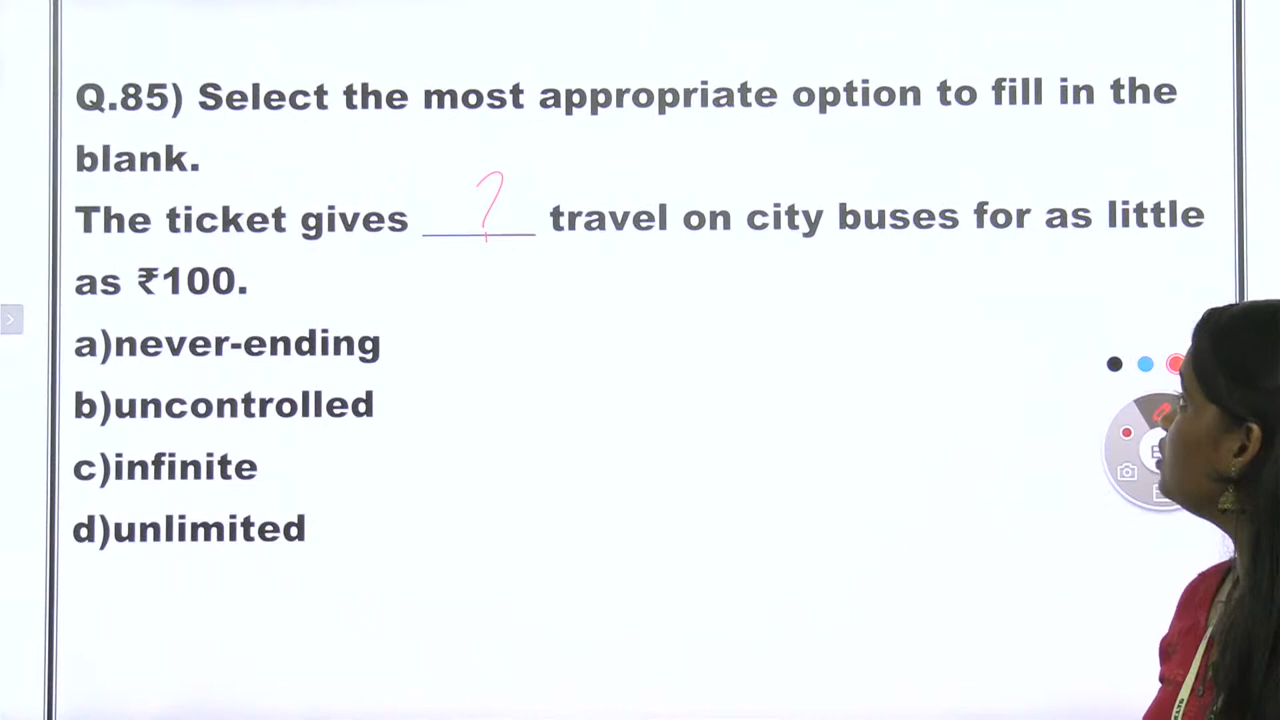 Q.85) Select the most appropriate option to fill in the
blank.
The ticket gives ______ travel on city buses for as little
as ₹100.
a)never-ending
b)uncontrolled
c)infinite
d)unlimited
?